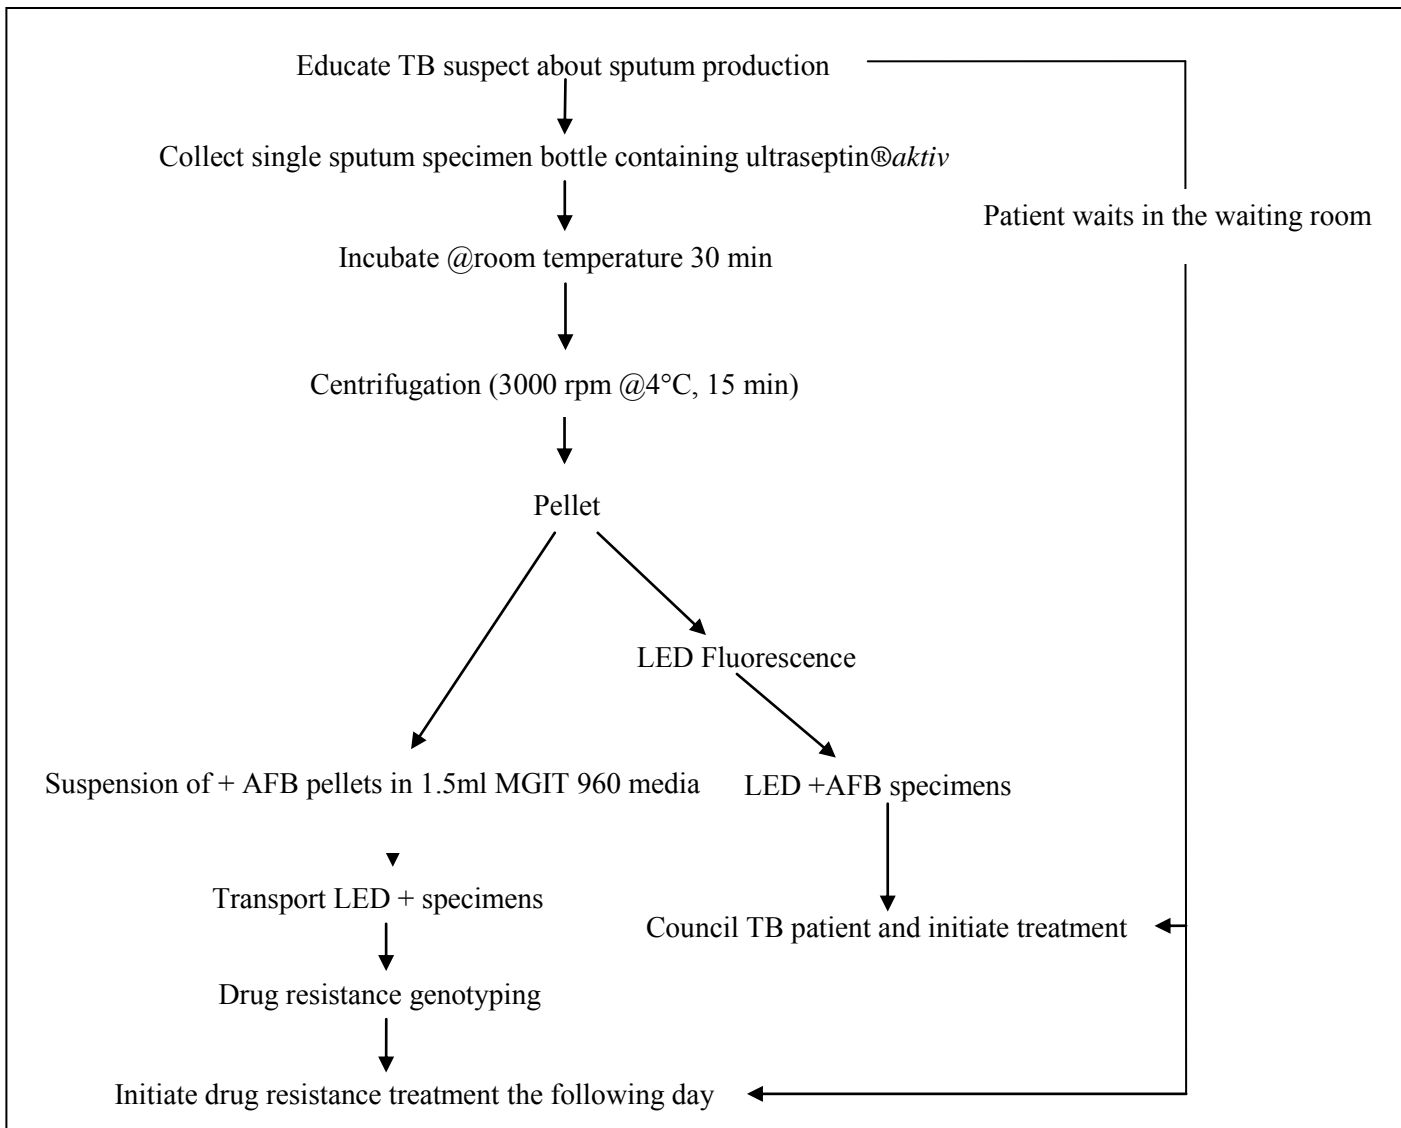 Educate TB suspect about sputum production
Collect single sputum specimen bottle containing ultraseptin®aktiv
Patient waits in the waiting room
Incubate @room temperature 30 min
Centrifugation (3000 rpm @4°C, 15 min)
Pellet
LED Fluorescence
Suspension of + AFB pellets in 1.5ml MGIT 960 media
LED +AFB specimens
Transport LED + specimens
Council TB patient and initiate treatment
Drug resistance genotyping
Initiate drug resistance treatment the following day